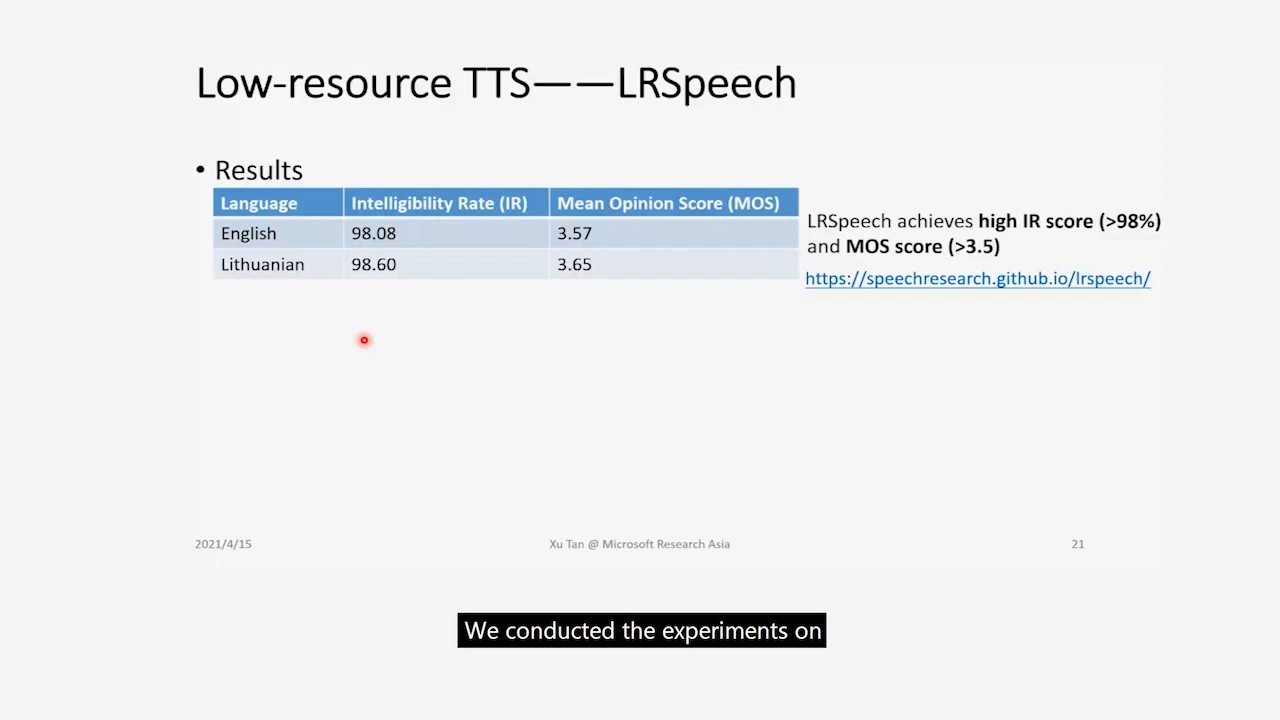 Low-resource TTS——LRSpeech
• Results
Language Intelligibility Rate (IR) Mean Opinion Score (MOS)
English 98.08 3.57
Lithuanian 98.60 3.65
LRSpeech achieves high IR score (>98%)
and MOS score (>3.5)
https://speechresearch.github.io/lrspeech/
2021/4/15 Xu Tan @ Microsoft Research Asia 21
We conducted the experiments on